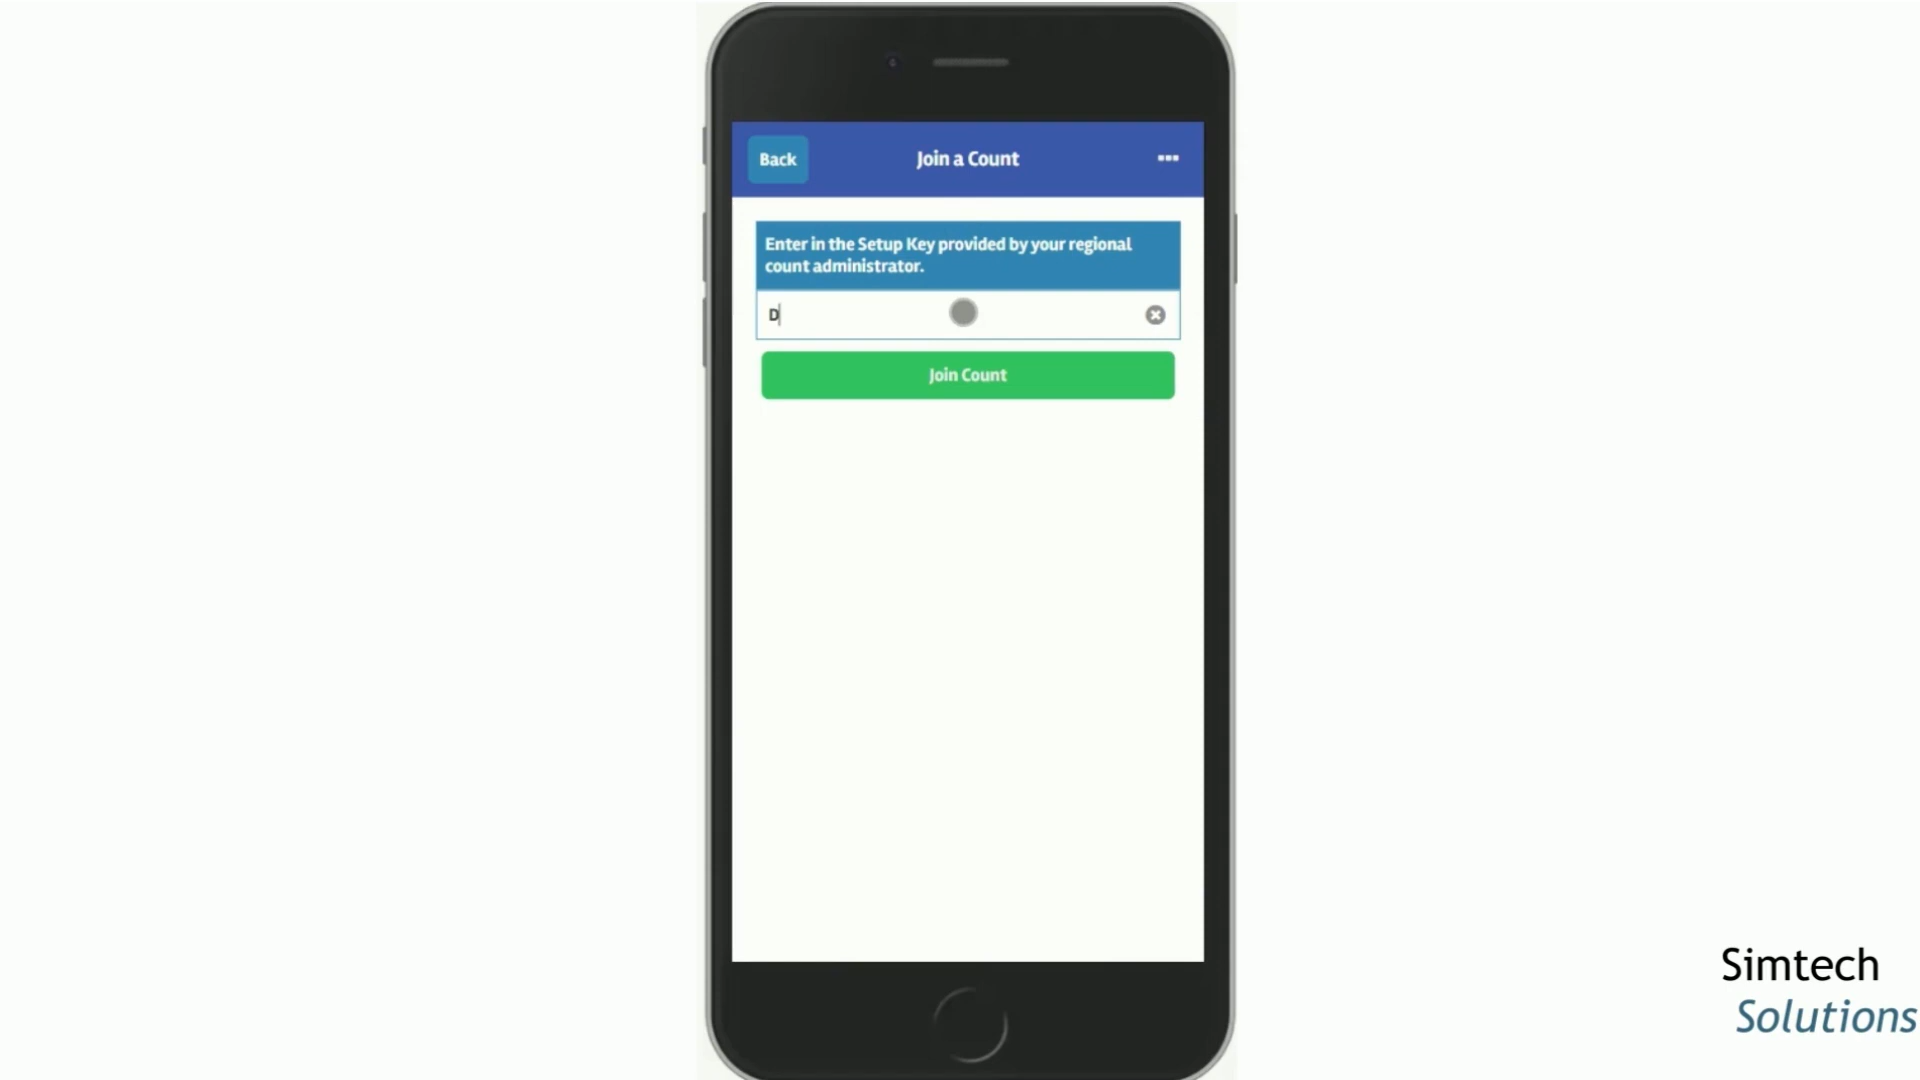 Back
Join a Count
Enter in the Setup Key provided by your regional
count administrator.
D
Join Count
Simtech
Solutions